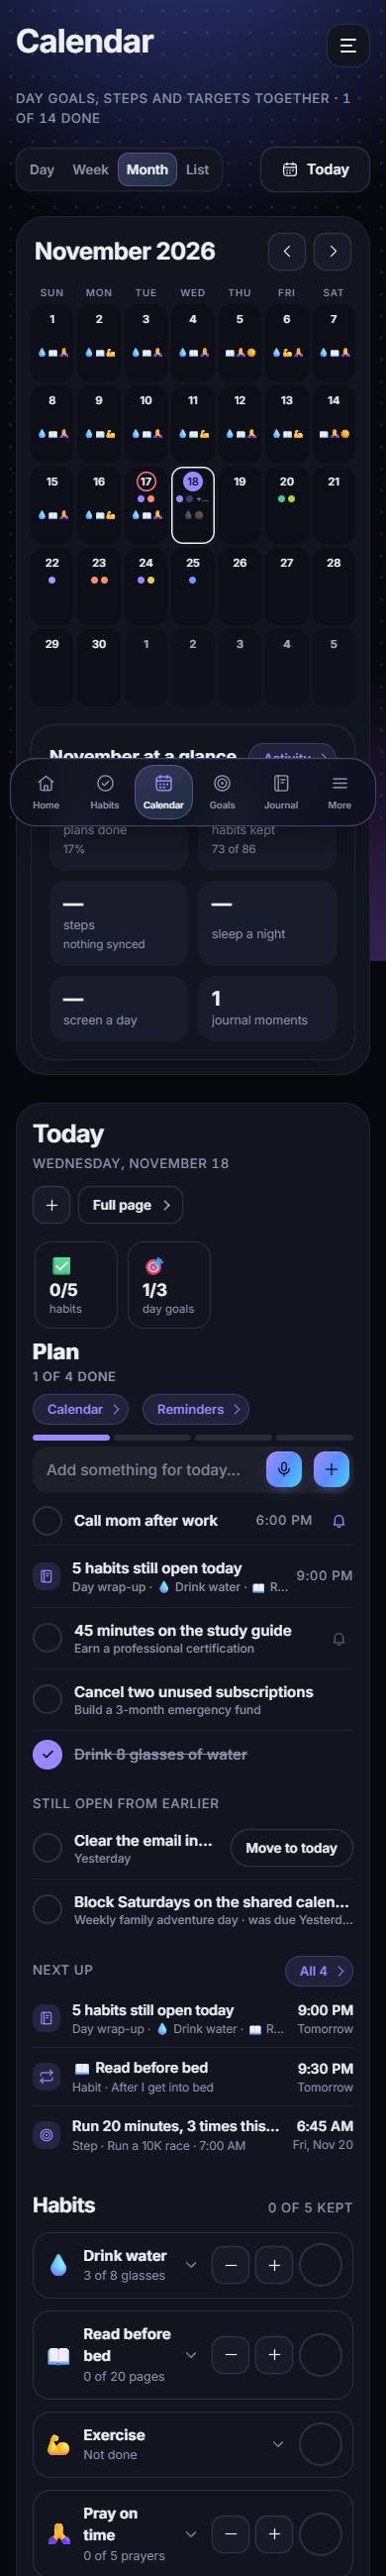 Calendar
DAY GOALS, STEPS AND TARGETS TOGETHER · 1
OF 14 DONE
Day Week Month List
Today
November 2026
SUN MON TUE WED THU FRI SAT
1 2 3 4 5 6 7
8 9 10 11 12 13 14
15 16 17 18 19 20 21
22 23 24 25 26 27 28
29 30 1 2 3 4 5
November at a glance
Activity
Home Habits Calendar Goals Journal More
plans done
17%
habits kept
73 of 86
—
steps
nothing synced
—
sleep a night
—
screen a day
1
journal moments
Today
WEDNESDAY, NOVEMBER 18
+ Full page
0/5
habits
1/3
day goals
Plan
1 OF 4 DONE
Calendar
Reminders
Add something for today...
Call mom after work 6:00 PM
5 habits still open today 9:00 PM
Day wrap-up · 💧 Drink water · 📖 R...
45 minutes on the study guide
Earn a professional certification
Cancel two unused subscriptions
Build a 3-month emergency fund
Drink 8 glasses of water
STILL OPEN FROM EARLIER
Clear the email in... Move to today
Yesterday
Block Saturdays on the shared calen...
Weekly family adventure day · was due Yesterd...
NEXT UP All 4
5 habits still open today 9:00 PM
Day wrap-up · 💧 Drink water · 📖 R... Tomorrow
📖 Read before bed 9:30 PM
Habit · After I get into bed Tomorrow
Run 20 minutes, 3 times this... 6:45 AM
Step · Run a 10K race · 7:00 AM Fri, Nov 20
Habits 0 OF 5 KEPT
Drink water
3 of 8 glasses
Read before
bed
0 of 20 pages
Exercise
Not done
Pray on
time
0 of 5 prayers